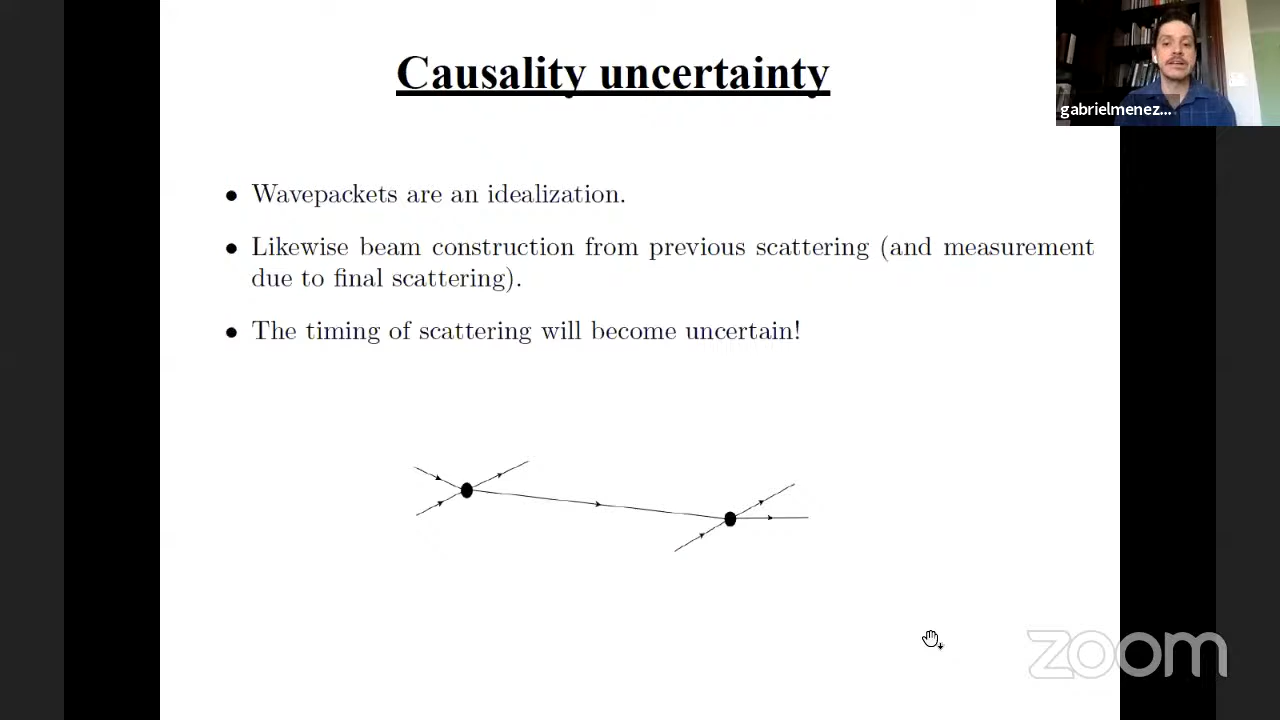 Causality uncertainty
gabrielmenez...
• Wavepackets are an idealization.
• Likewise beam construction from previous scattering (and measurement
due to final scattering).
• The timing of scattering will become uncertain!
zoom